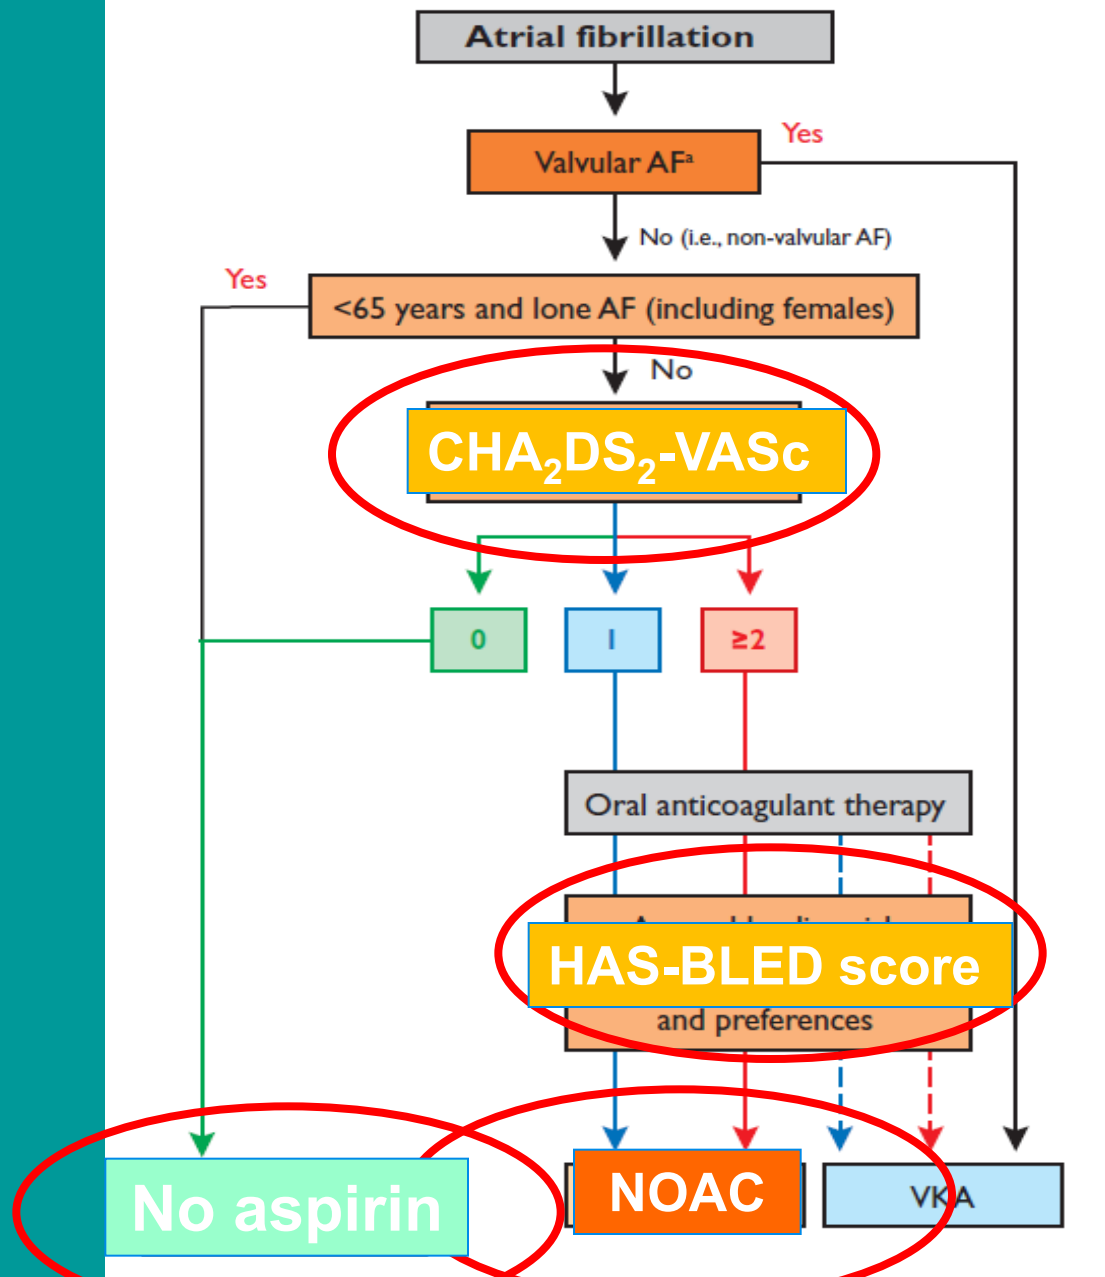 Atrial fibrillation
Yes
Valvular AFᵃ
No (i.e., non-valvular AF)
Yes
<65 years and lone AF (including females)
No
CHA₂DS₂-VASc
0
1
≥2
Oral anticoagulant therapy
HAS-BLED score
and preferences
No aspirin
NOAC
VKA